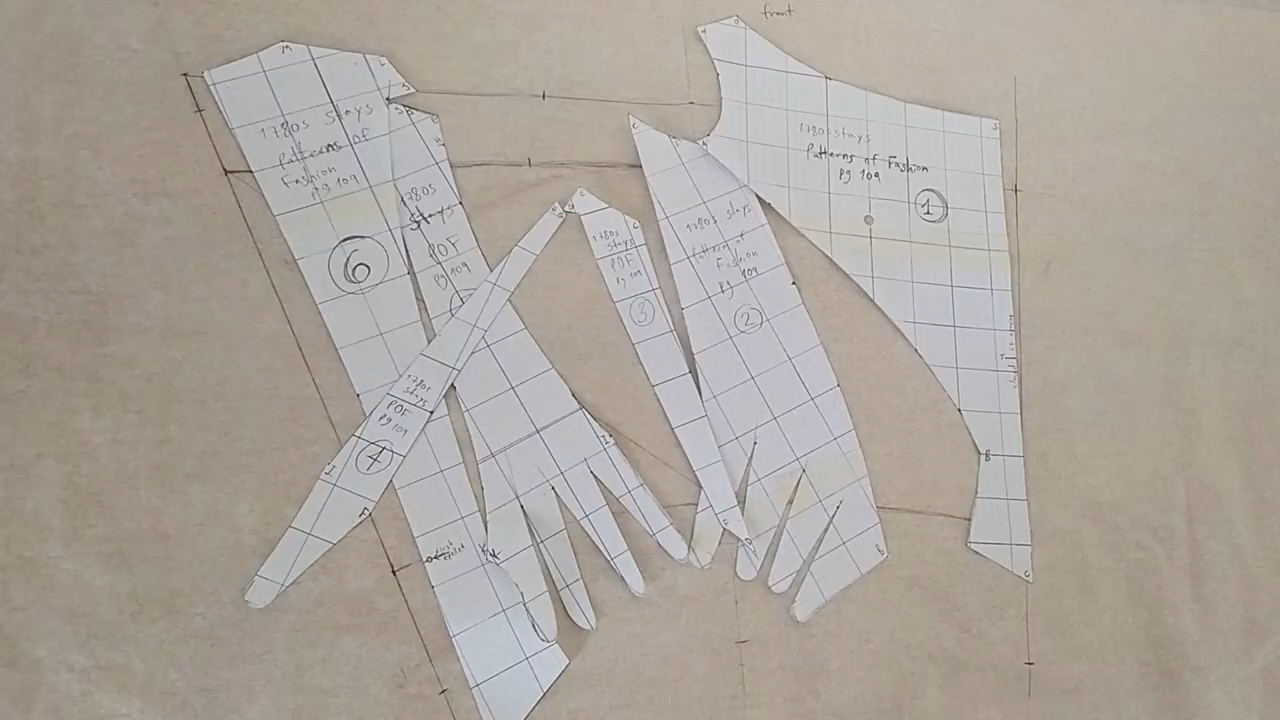 front
1780s stays
Patterns of Fashion
Pg 109
1
1780s Stays
Patterns of
Fashion
Pg 109
6
1780s
Stays
POF
Pg 109
1780s
Stays
POF
Pg 109
3
1780s stays
Patterns of
Fashion
Pg 109
2
1780s
Stays
POF
Pg 109
4
M
S
B
C
I
F
D
B